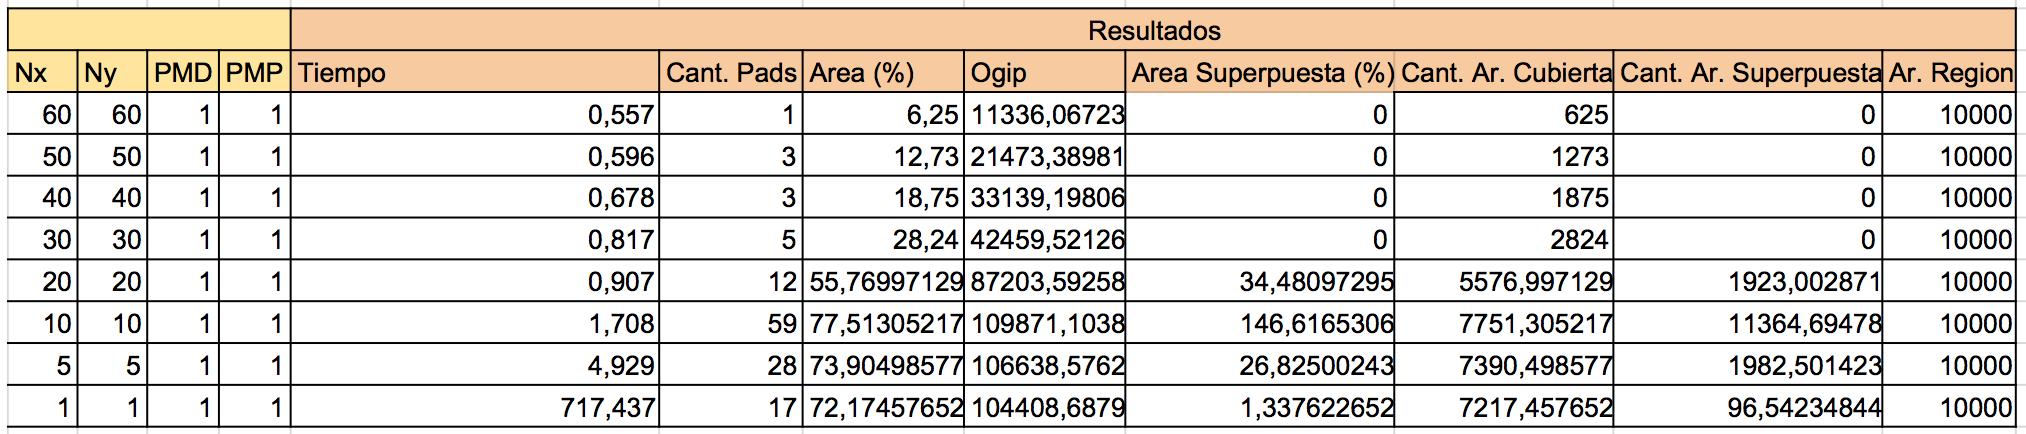 Resultados
Nx Ny PMD PMP Tiempo Cant. Pads Area (%) Ogip Area Superpuesta (%) Cant. Ar. Cubierta Cant. Ar. Superpuesta Ar. Region
60 60 1 1 0,557 1 6,25 11336,06723 0 625 0 10000
50 50 1 1 0,596 3 12,73 21473,38981 0 1273 0 10000
40 40 1 1 0,678 3 18,75 33139,19806 0 1875 0 10000
30 30 1 1 0,817 5 28,24 42459,52126 0 2824 0 10000
20 20 1 1 0,907 12 55,76997129 87203,59258 34,48097295 5576,997129 1923,002871 10000
10 10 1 1 1,708 59 77,51305217 109871,1038 146,6165306 7751,305217 11364,69478 10000
5 5 1 1 4,929 28 73,90498577 106638,5762 26,82500243 7390,498577 1982,501423 10000
1 1 1 1 717,437 17 72,17457652 104408,6879 1,337622652 7217,457652 96,54234844 10000